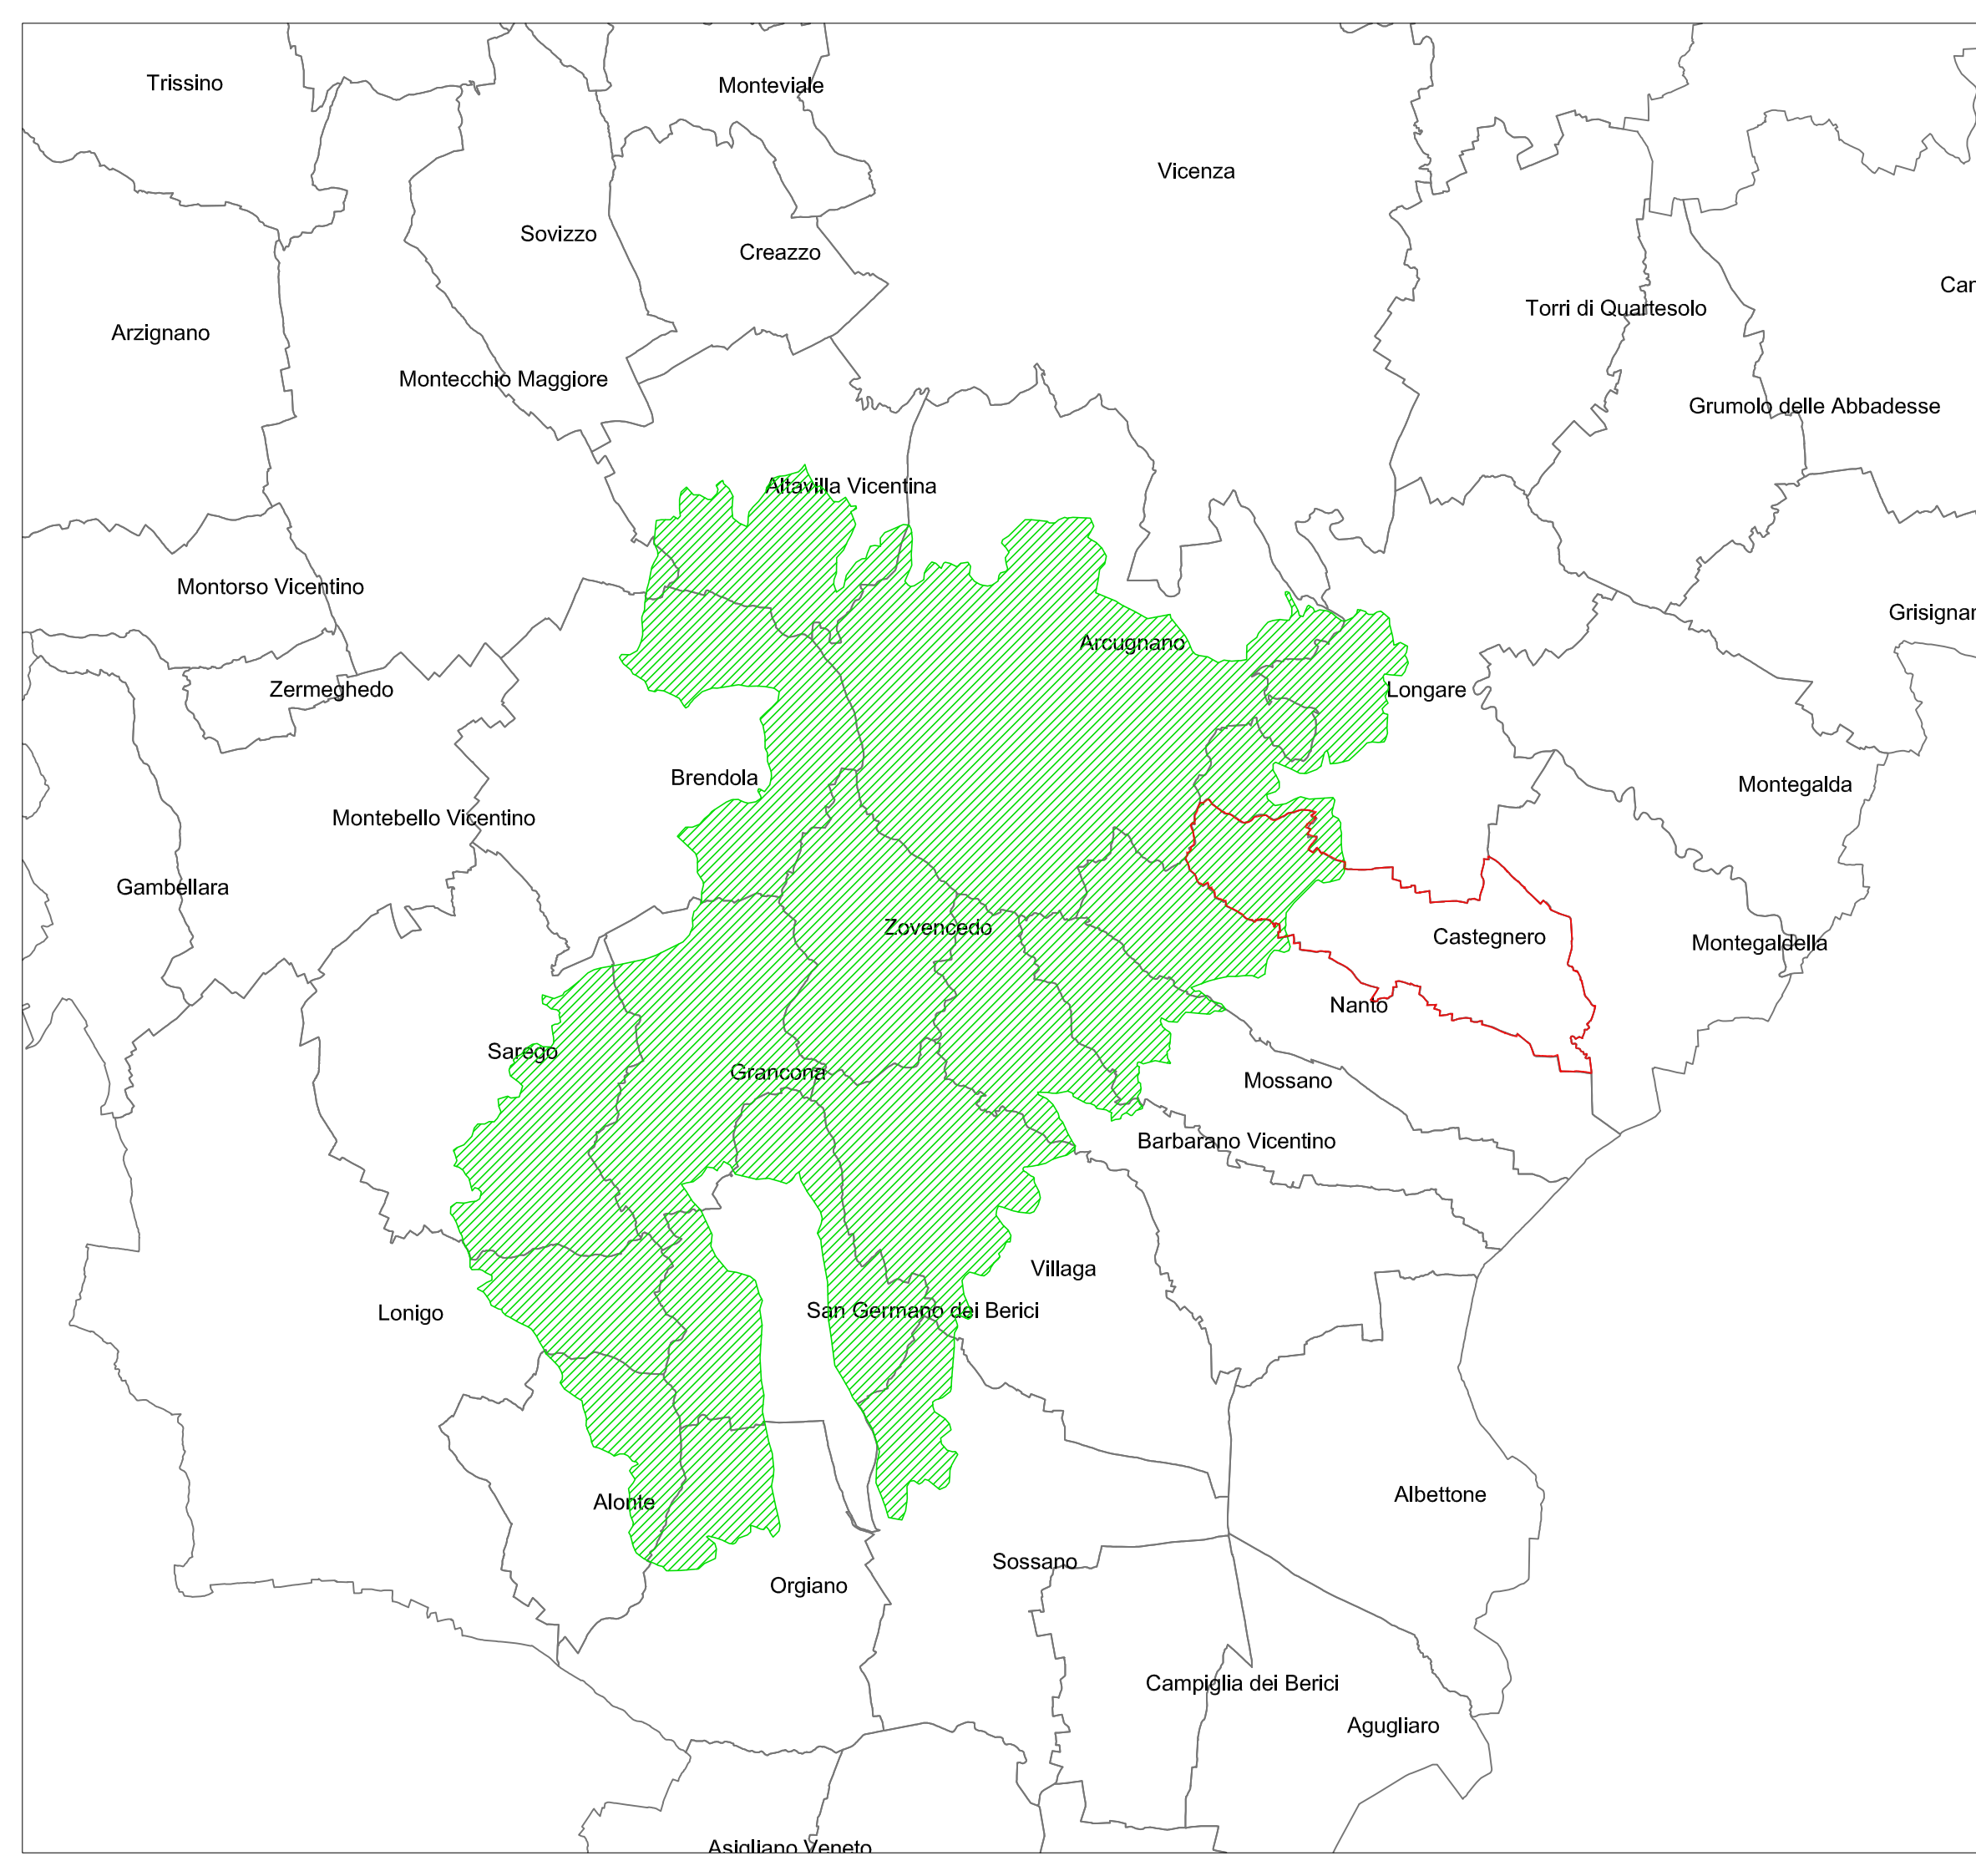 Trissino
Monteviale
Vicenza
Sovizzo
Creazzo
Car
Torri di Quartesolo
Arzignano
Montecchio Maggiore
Grumolo delle Abbadesse
Altavilla Vicentina
Montorso Vicentino
Grisignan
Arcugnano
Zermeghedo
Longare
Brendola
Montegalda
Montebello Vicentino
Gambellara
Zovencedo
Castegnero
Montegaldella
Nanto
Sarego
Grancona
Mossano
Barbarano Vicentino
Villaga
Lonigo
San Germano dei Berici
Albettone
Alonte
Sossano
Orgiano
Campiglia dei Berici
Agugliaro
Asigliano Veneto